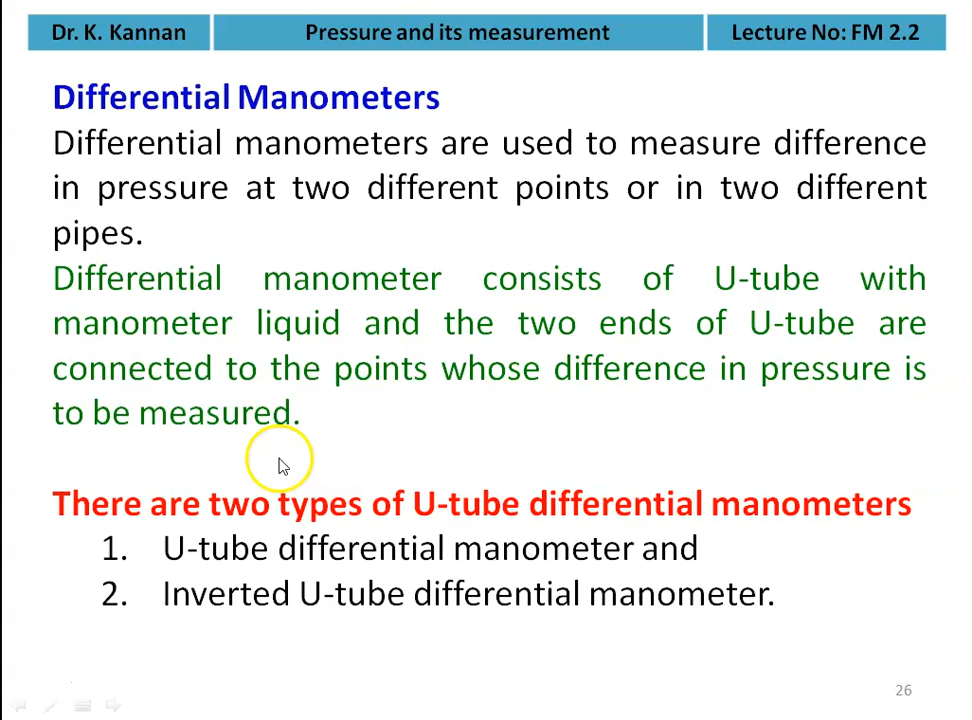 Dr. K. Kannan
Pressure and its measurement
Lecture No: FM 2.2
Differential Manometers
Differential manometers are used to measure difference
in pressure at two different points or in two different
pipes.
Differential manometer consists of U-tube with
manometer liquid and the two ends of U-tube are
connected to the points whose difference in pressure is
to be measured.
There are two types of U-tube differential manometers
1. U-tube differential manometer and
2. Inverted U-tube differential manometer.
26